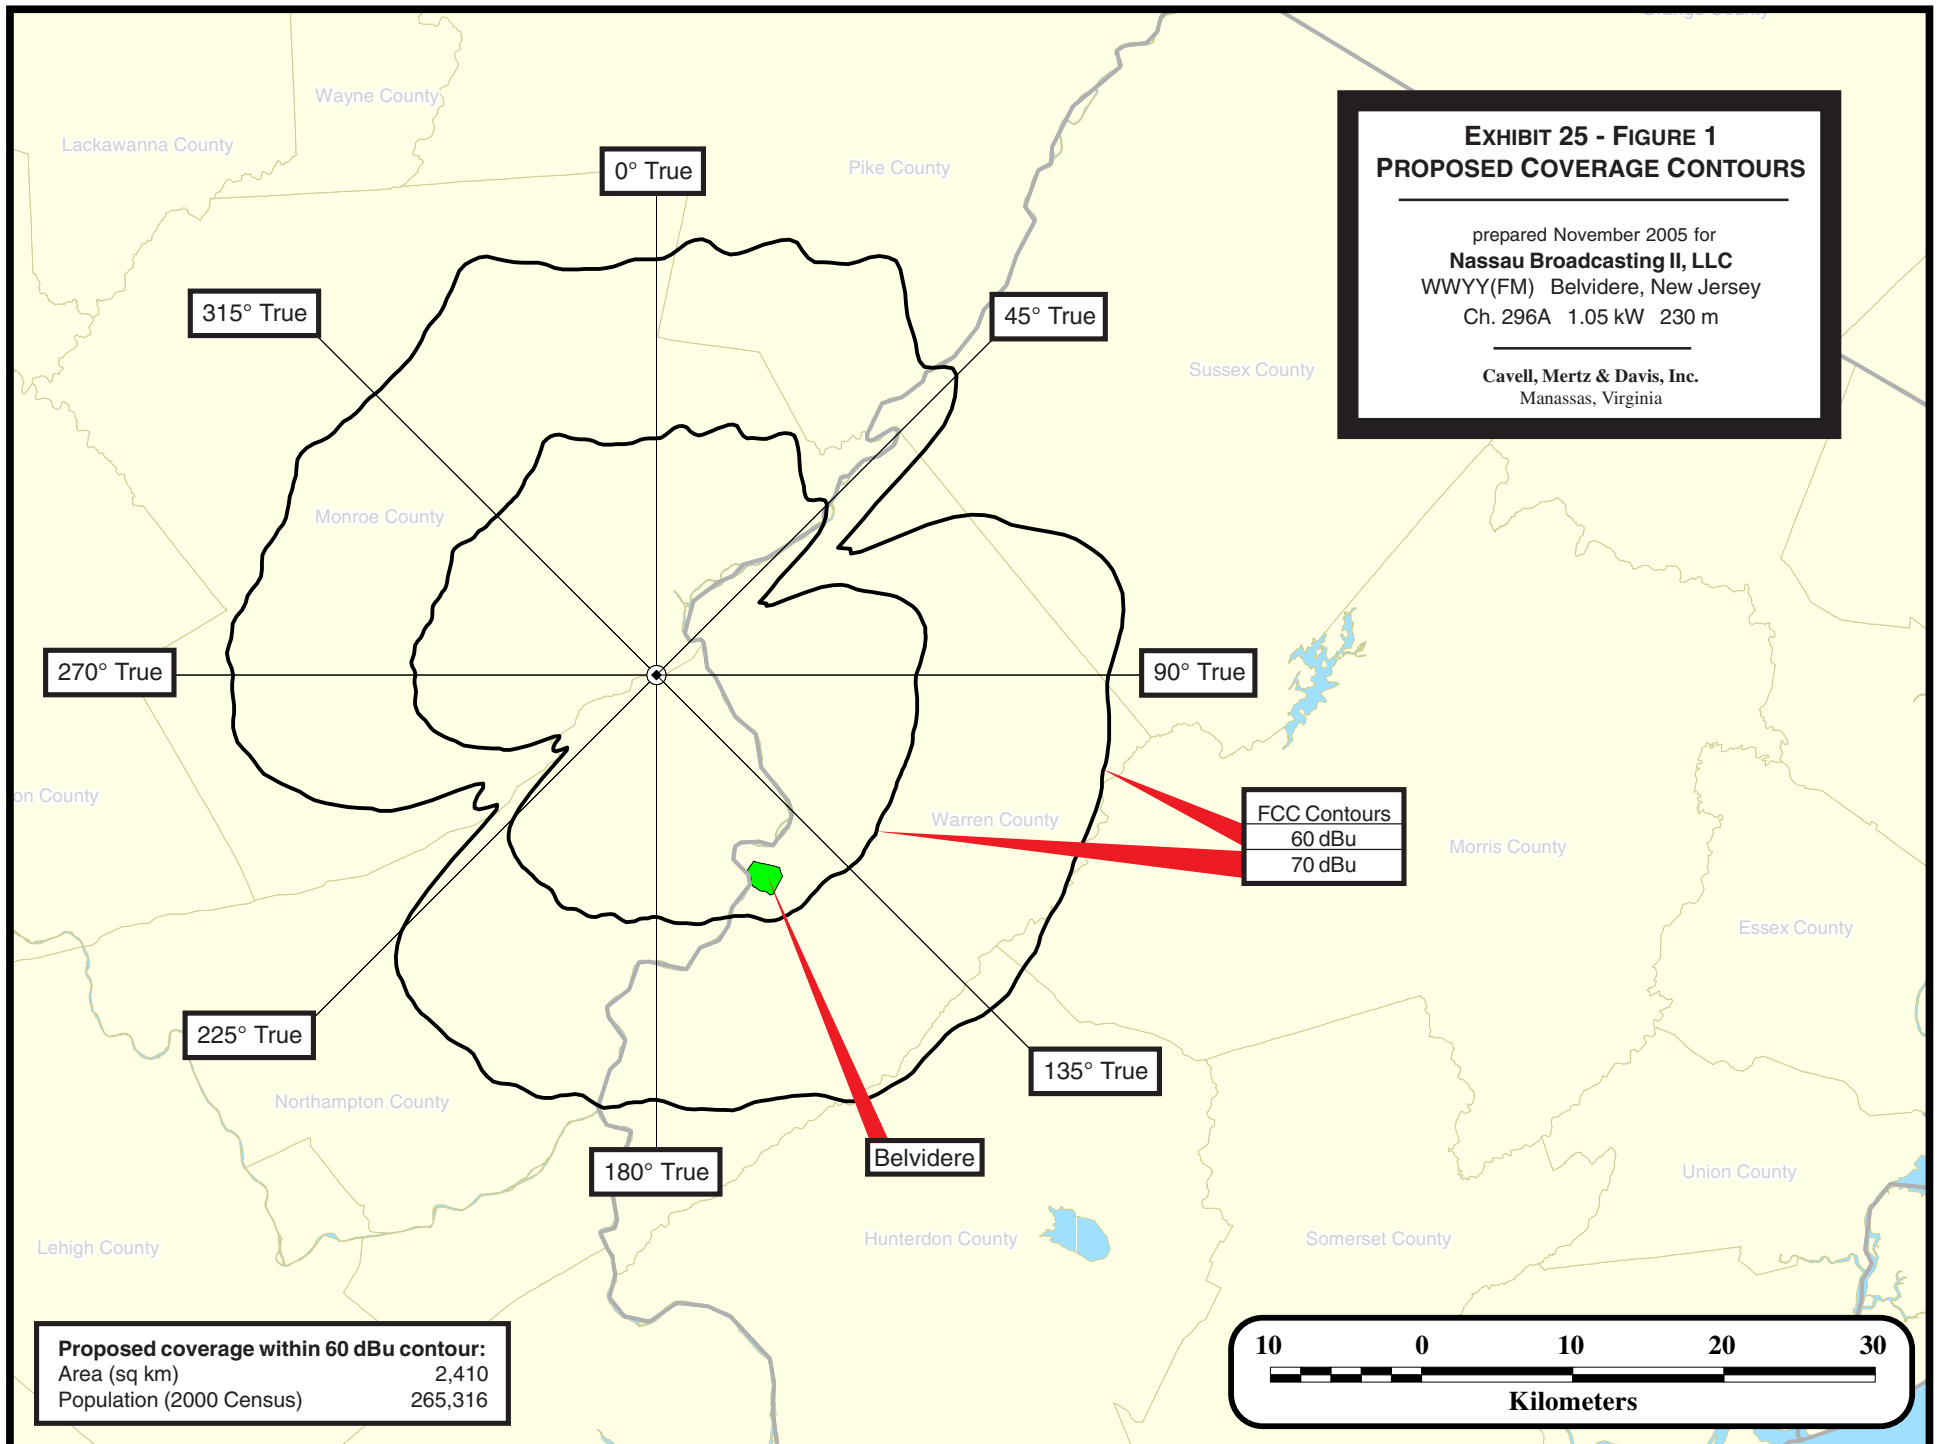 Orange County
Wayne County
Lackawanna County
Pike County
0° True
EXHIBIT 25 - FIGURE 1
PROPOSED COVERAGE CONTOURS
prepared November 2005 for
Nassau Broadcasting II, LLC
WWYY(FM) Belvidere, New Jersey
Ch. 296A 1.05 kW 230 m
Cavell, Mertz & Davis, Inc.
Manassas, Virginia
315° True
45° True
Sussex County
Monroe County
270° True
90° True
on County
Warren County
FCC Contours
60 dBu
70 dBu
Morris County
Essex County
225° True
135° True
Northampton County
180° True
Belvidere
Union County
Lehigh County
Hunterdon County
Somerset County
Proposed coverage within 60 dBu contour:
Area (sq km) 2,410
Population (2000 Census) 265,316
10 0 10 20 30
Kilometers